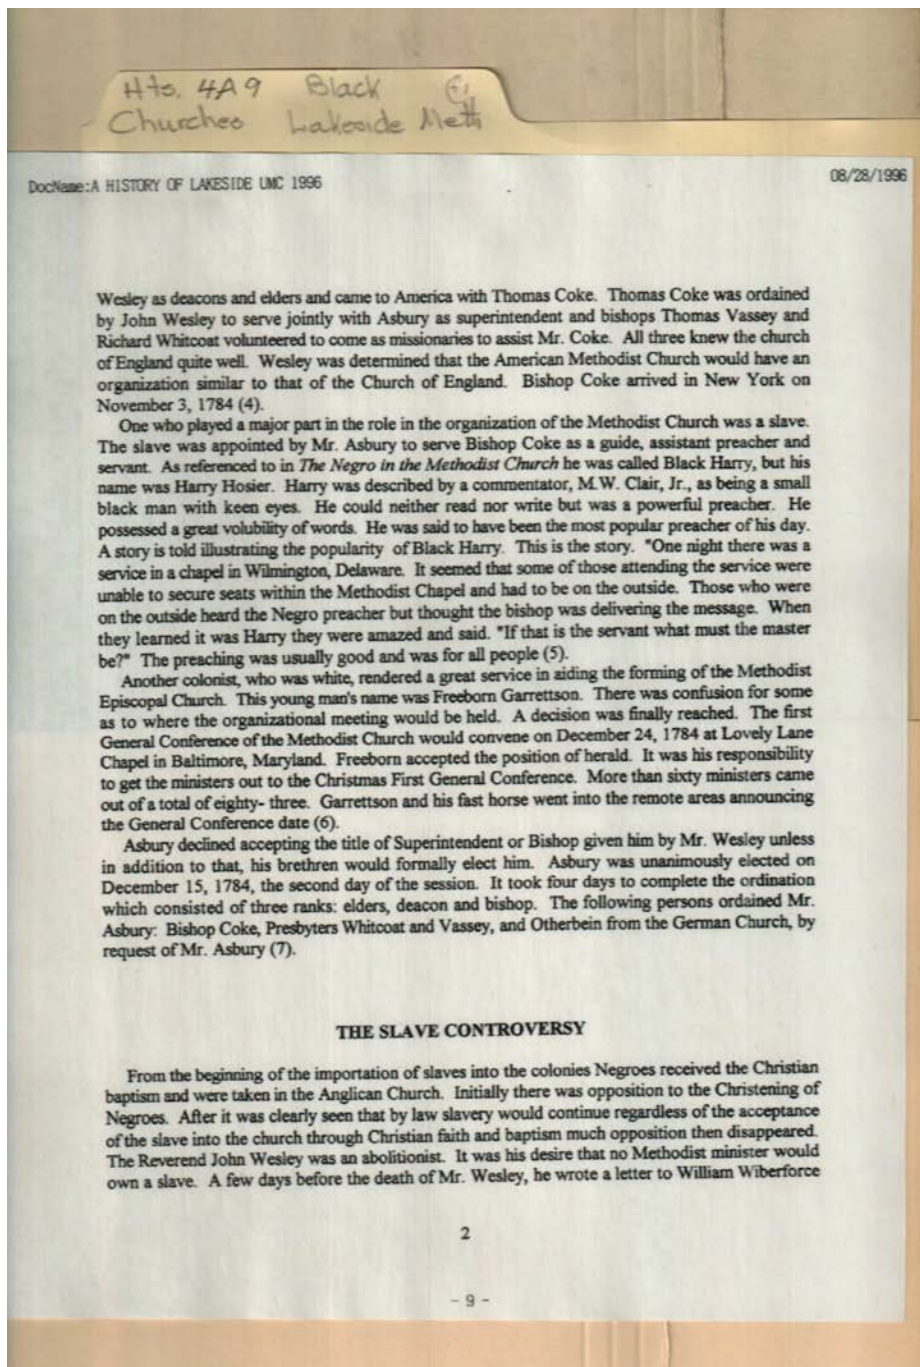 Hts. 4A9 Black
Churches Lakeside Meth
DocName:A HISTORY OF LAKESIDE UMC 1996
08/28/1996
Wesley as deacons and elders and came to America with Thomas Coke. Thomas Coke was ordained
by John Wesley to serve jointly with Asbury as superintendent and bishops Thomas Vassey and
Richard Whitcoat volunteered to come as missionaries to assist Mr. Coke. All three knew the church
of England quite well. Wesley was determined that the American Methodist Church would have an
organization similar to that of the Church of England. Bishop Coke arrived in New York on
November 3, 1784 (4).
One who played a major part in the role in the organization of the Methodist Church was a slave.
The slave was appointed by Mr. Asbury to serve Bishop Coke as a guide, assistant preacher and
servant. As referenced to in The Negro in the Methodist Church he was called Black Harry, but his
name was Harry Hosier. Harry was described by a commentator, M.W. Clair, Jr., as being a small
black man with keen eyes. He could neither read nor write but was a powerful preacher. He
possessed a great volubility of words. He was said to have been the most popular preacher of his day.
A story is told illustrating the popularity of Black Harry. This is the story. "One night there was a
service in a chapel in Wilmington, Delaware. It seemed that some of those attending the service were
unable to secure seats within the Methodist Chapel and had to be on the outside. Those who were
on the outside heard the Negro preacher but thought the bishop was delivering the message. When
they learned it was Harry they were amazed and said. "If that is the servant what must the master
be?" The preaching was usually good and was for all people (5).
Another colonist, who was white, rendered a great service in aiding the forming of the Methodist
Episcopal Church. This young man's name was Freeborn Garrettson. There was confusion for some
as to where the organizational meeting would be held. A decision was finally reached. The first
General Conference of the Methodist Church would convene on December 24, 1784 at Lovely Lane
Chapel in Baltimore, Maryland. Freeborn accepted the position of herald. It was his responsibility
to get the ministers out to the Christmas First General Conference. More than sixty ministers came
out of a total of eighty- three. Garrettson and his fast horse went into the remote areas announcing
the General Conference date (6).
Asbury declined accepting the title of Superintendent or Bishop given him by Mr. Wesley unless
in addition to that, his brethren would formally elect him. Asbury was unanimously elected on
December 15, 1784, the second day of the session. It took four days to complete the ordination
which consisted of three ranks: elders, deacon and bishop. The following persons ordained Mr.
Asbury: Bishop Coke, Presbyters Whitcoat and Vassey, and Otherbein from the German Church, by
request of Mr. Asbury (7).
THE SLAVE CONTROVERSY
From the beginning of the importation of slaves into the colonies Negroes received the Christian
baptism and were taken in the Anglican Church. Initially there was opposition to the Christening of
Negroes. After it was clearly seen that by law slavery would continue regardless of the acceptance
of the slave into the church through Christian faith and baptism much opposition then disappeared.
The Reverend John Wesley was an abolitionist. It was his desire that no Methodist minister would
own a slave. A few days before the death of Mr. Wesley, he wrote a letter to William Wiberforce
2
- 9 -